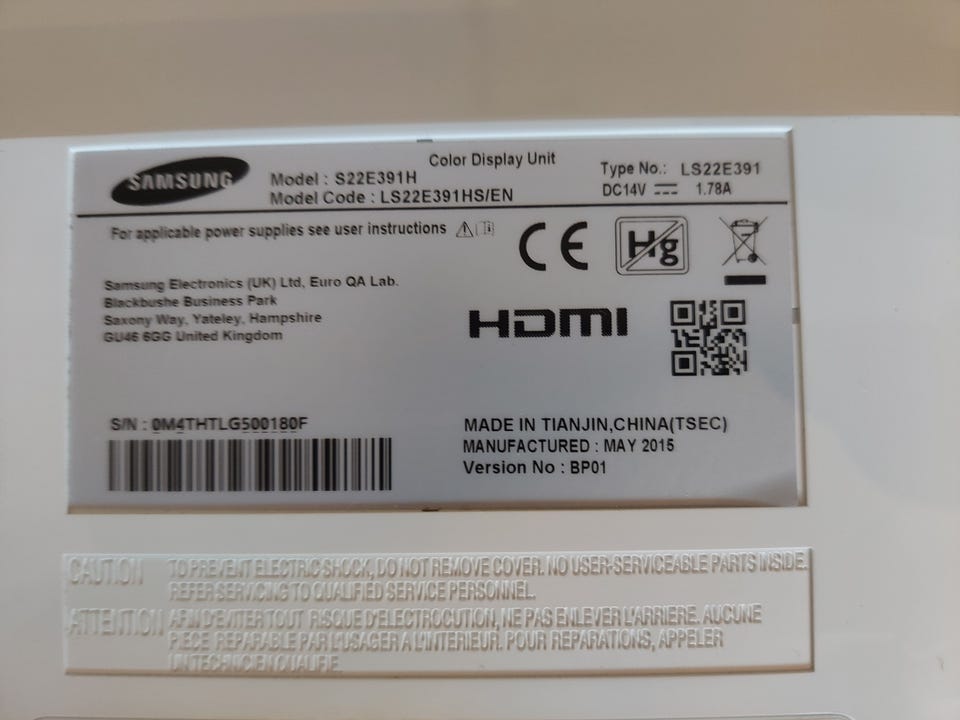 SAMSUNG
Color Display Unit
Model : S22E391H
Model Code : LS22E391HS/EN
Type No.: LS22E391
DC14V 1.78A
For applicable power supplies see user instructions
CE
Hg
Samsung Electronics (UK) Ltd, Euro QA Lab.
Blackbushe Business Park
Saxony Way, Yateley, Hampshire
GU46 6GG United Kingdom
HDMI
S/N : 0M4THTLG500180F
MADE IN TIANJIN,CHINA(TSEC)
MANUFACTURED : MAY 2015
Version No : BP01
CAUTION TO PREVENT ELECTRIC SHOCK, DO NOT REMOVE COVER. NO USER-SERVICEABLE PARTS INSIDE.
REFER SERVICING TO QUALIFIED SERVICE PERSONNEL.
ATTENTION AFIN D'EVITER TOUT RISQUE D'ELECTROCUTION, NE PAS ENLEVER L'ARRIERE. AUCUNE
PIECE REPARABLE PAR L'USAGER A L'INTERIEUR. POUR REPARATIONS, APPELER
UN TECHNICIEN QUALIFIE.